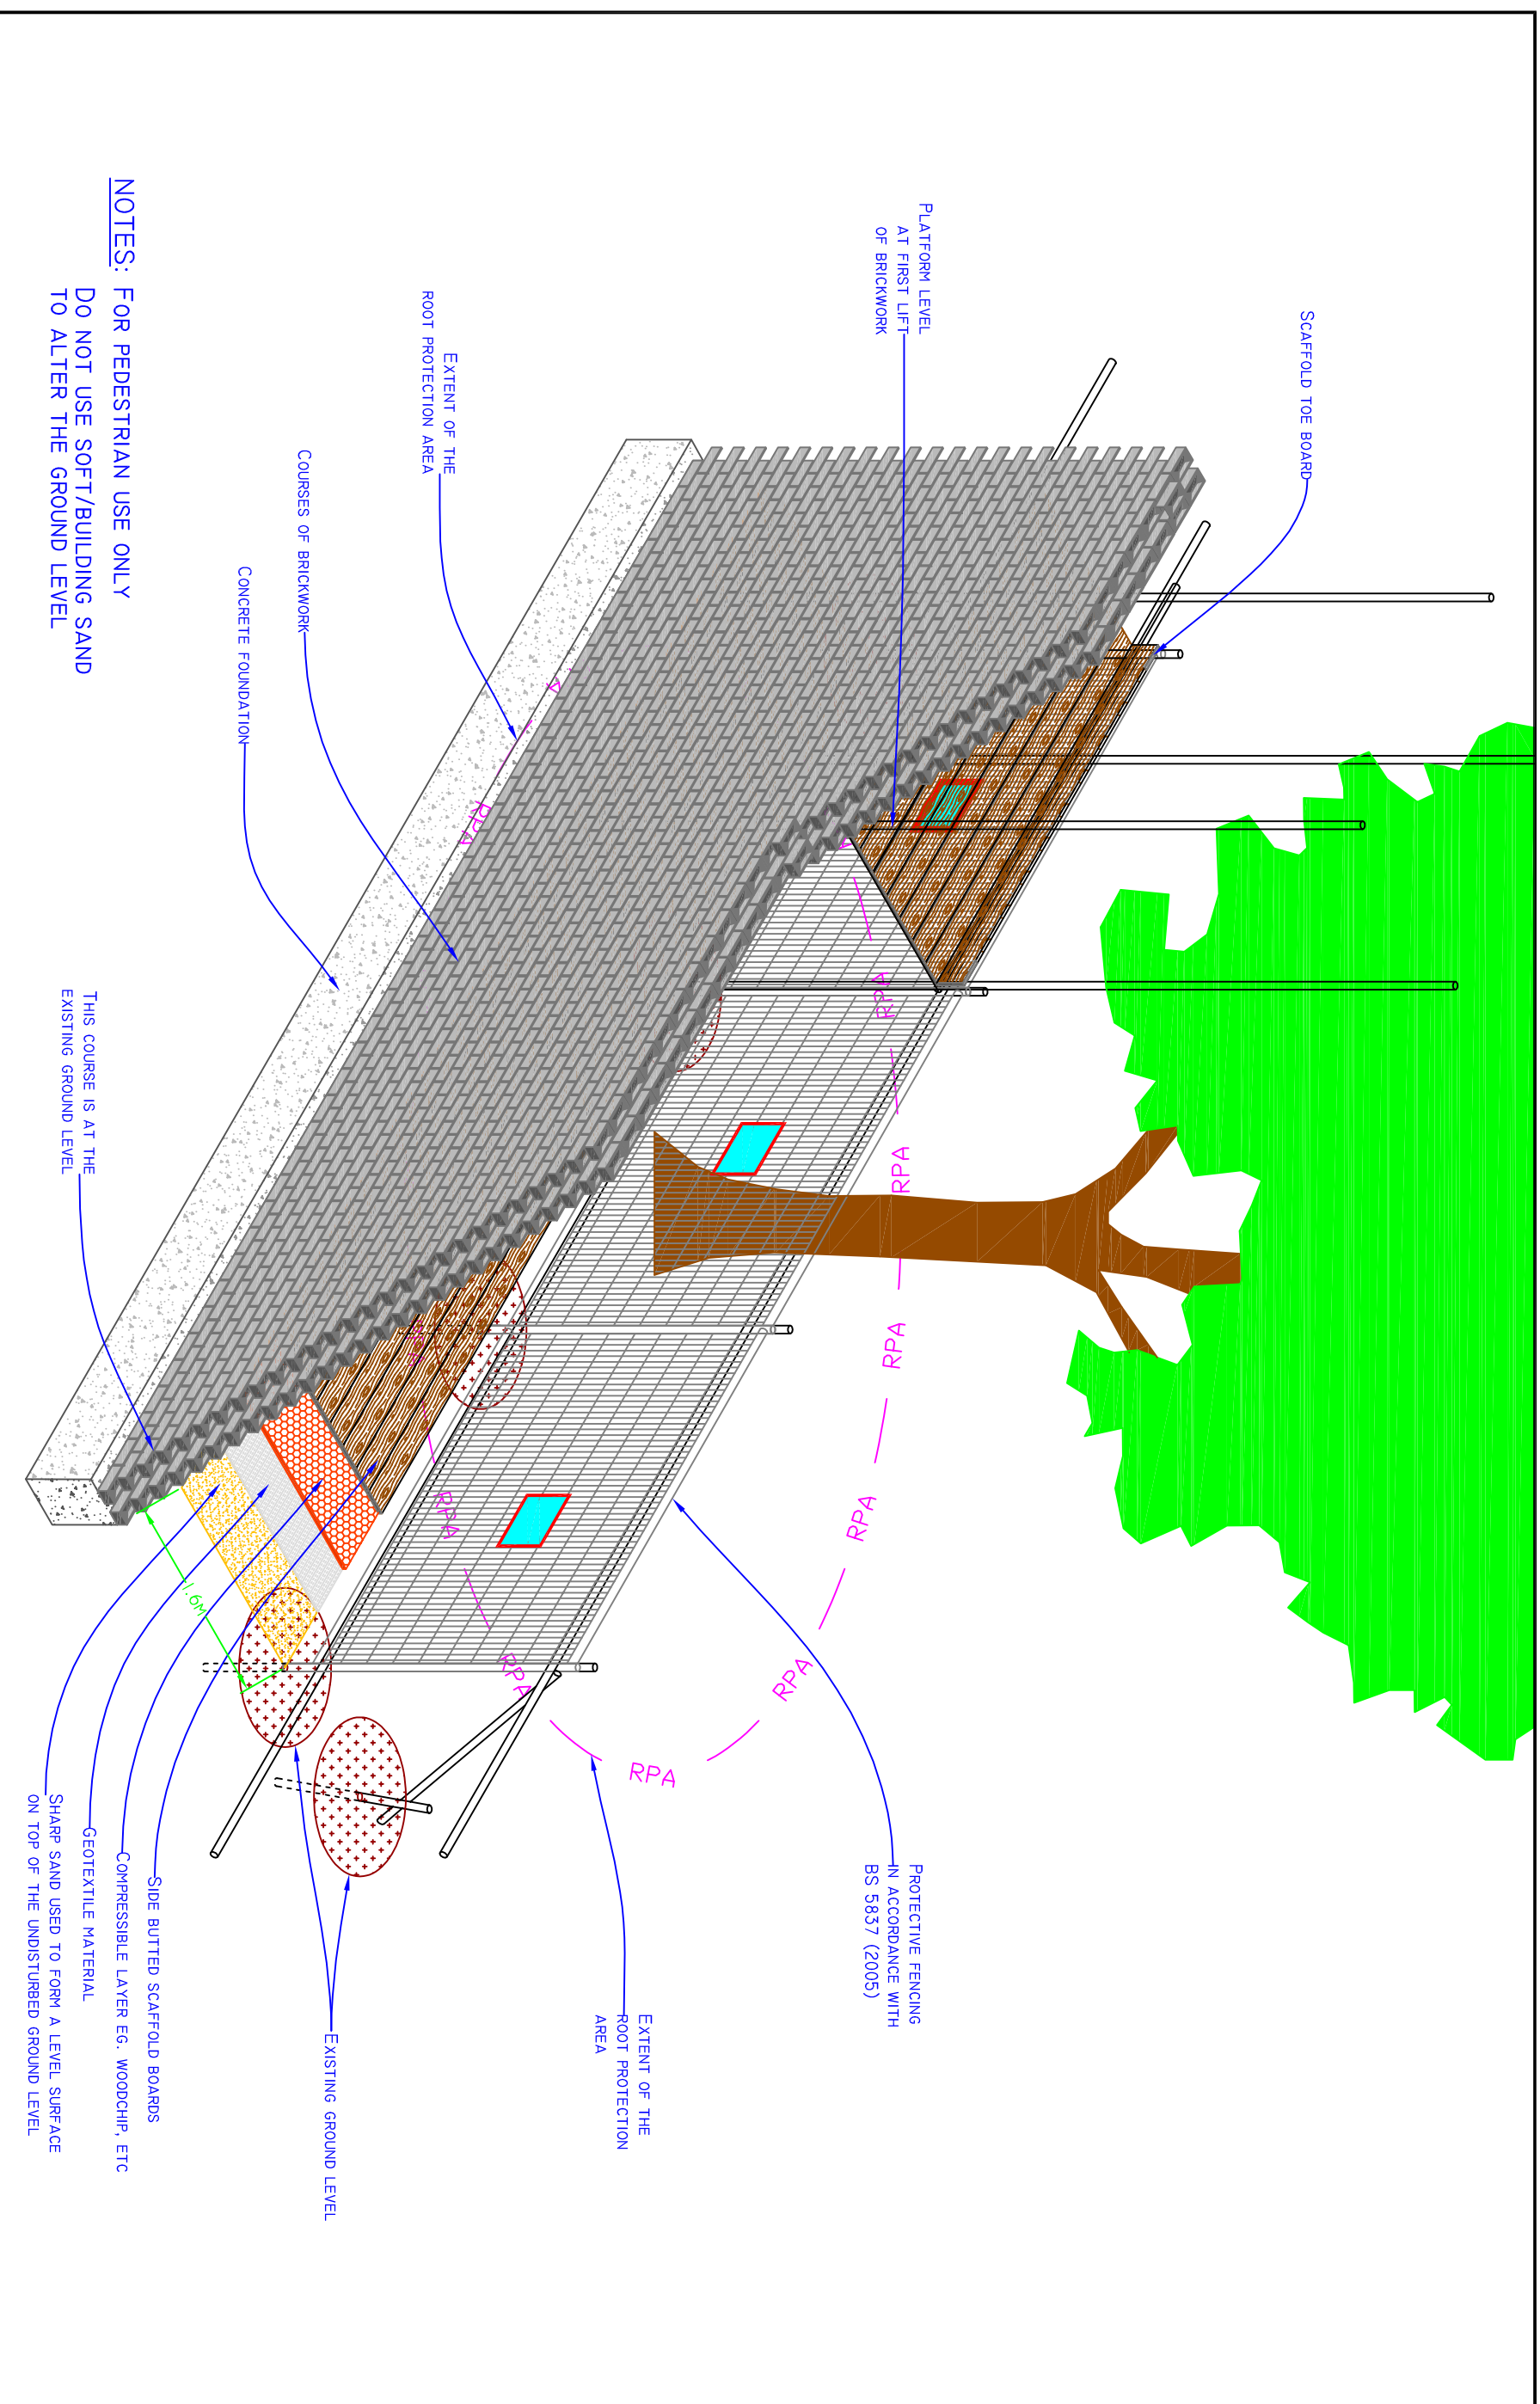 SCAFFOLD TOE BOARD
PLATFORM LEVEL
AT FIRST LIFT
OF BRICKWORK
EXTENT OF THE
ROOT PROTECTION AREA
COURSES OF BRICKWORK
CONCRETE FOUNDATION
NOTES: FOR PEDESTRIAN USE ONLY
DO NOT USE SOFT/BUILDING SAND
TO ALTER THE GROUND LEVEL
THIS COURSE IS AT THE
EXISTING GROUND LEVEL
RPA
RPA
RPA
RPA
RPA
RPA
RPA
RPA
RPA
1.6M
PROTECTIVE FENCING
IN ACCORDANCE WITH
BS 5837 (2005)
EXTENT OF THE
ROOT PROTECTION
AREA
EXISTING GROUND LEVEL
SIDE BUTTED SCAFFOLD BOARDS
COMPRESSIBLE LAYER EG. WOODCHIP, ETC
GEOTEXTILE MATERIAL
SHARP SAND USED TO FORM A LEVEL SURFACE
ON TOP OF THE UNDISTURBED GROUND LEVEL